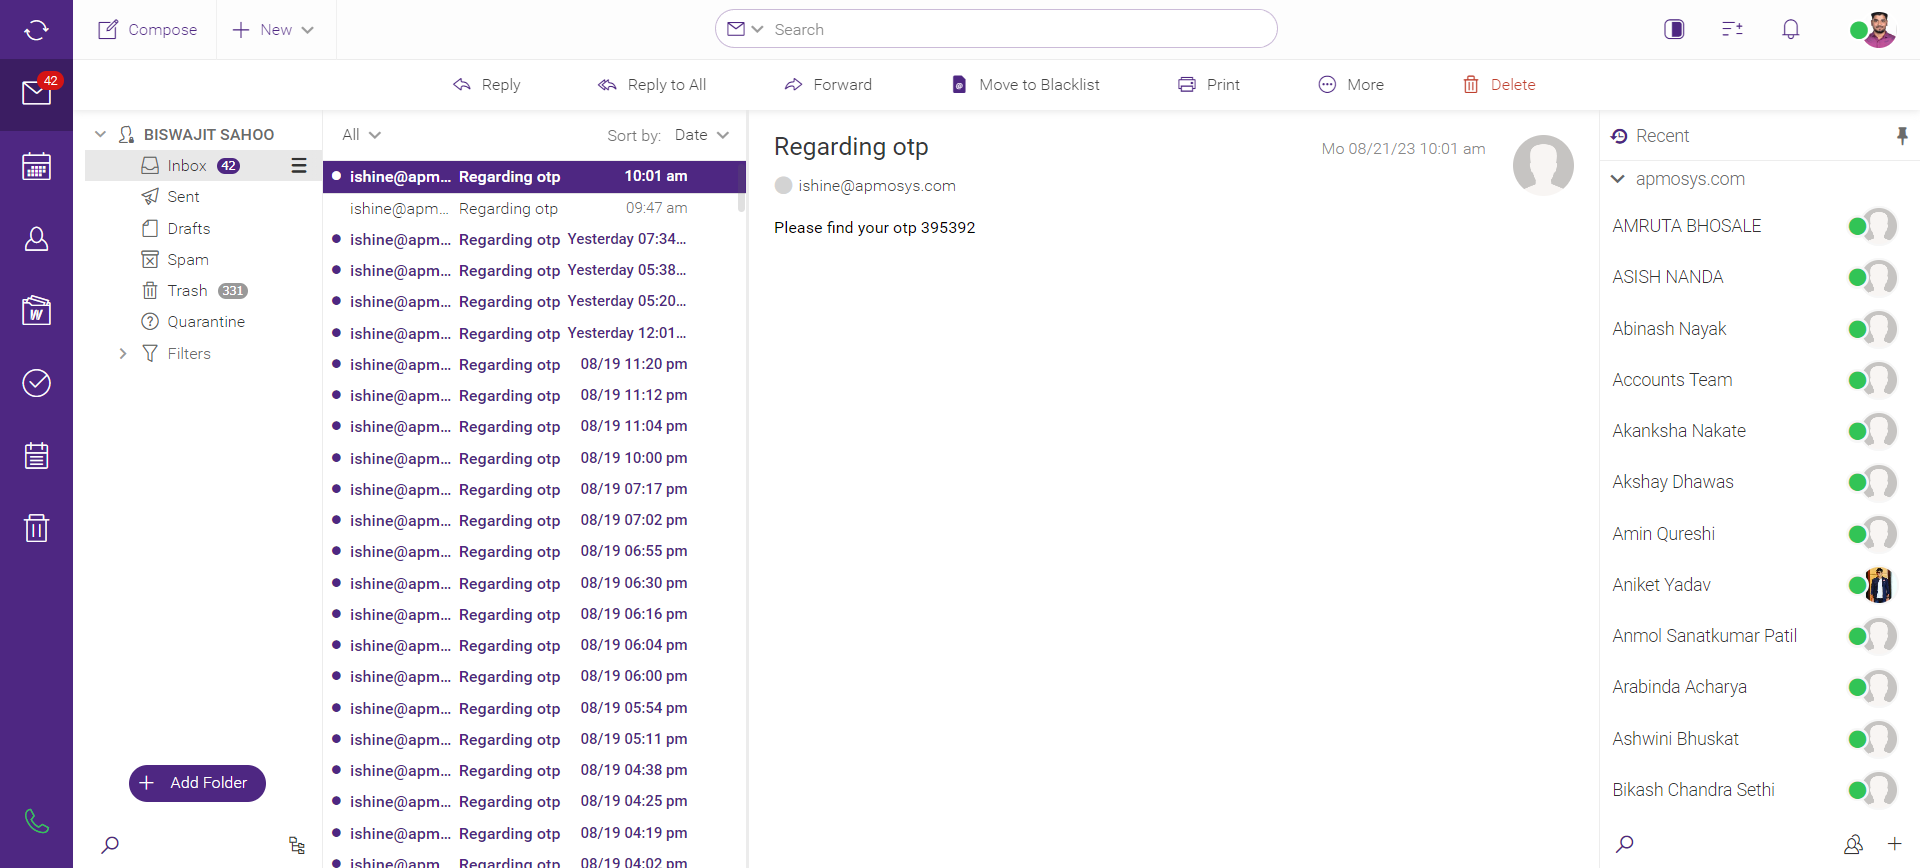 Compose
New
Search
42
Reply
Reply to All
Forward
Move to Blacklist
Print
More
Delete
BISWAJIT SAHOO
Inbox 42
Sent
Drafts
Spam
Trash 331
Quarantine
Filters
Add Folder
All
Sort by: Date
ishine@apm... Regarding otp 10:01 am
ishine@apm... Regarding otp 09:47 am
ishine@apm... Regarding otp Yesterday 07:34...
ishine@apm... Regarding otp Yesterday 05:38...
ishine@apm... Regarding otp Yesterday 05:20...
ishine@apm... Regarding otp Yesterday 12:01...
ishine@apm... Regarding otp 08/19 11:20 pm
ishine@apm... Regarding otp 08/19 11:12 pm
ishine@apm... Regarding otp 08/19 11:04 pm
ishine@apm... Regarding otp 08/19 10:00 pm
ishine@apm... Regarding otp 08/19 07:17 pm
ishine@apm... Regarding otp 08/19 07:02 pm
ishine@apm... Regarding otp 08/19 06:55 pm
ishine@apm... Regarding otp 08/19 06:30 pm
ishine@apm... Regarding otp 08/19 06:16 pm
ishine@apm... Regarding otp 08/19 06:04 pm
ishine@apm... Regarding otp 08/19 06:00 pm
ishine@apm... Regarding otp 08/19 05:54 pm
ishine@apm... Regarding otp 08/19 05:11 pm
ishine@apm... Regarding otp 08/19 04:38 pm
ishine@apm... Regarding otp 08/19 04:25 pm
ishine@apm... Regarding otp 08/19 04:19 pm
ishine@apm... Regarding otp 08/19 04:02 pm
Regarding otp
Mo 08/21/23 10:01 am
ishine@apmosys.com
Please find your otp 395392
Recent
apmosys.com
AMRUTA BHOSALE
ASISH NANDA
Abinash Nayak
Accounts Team
Akanksha Nakate
Akshay Dhawas
Amin Qureshi
Aniket Yadav
Anmol Sanatkumar Patil
Arabinda Acharya
Ashwini Bhuskat
Bikash Chandra Sethi